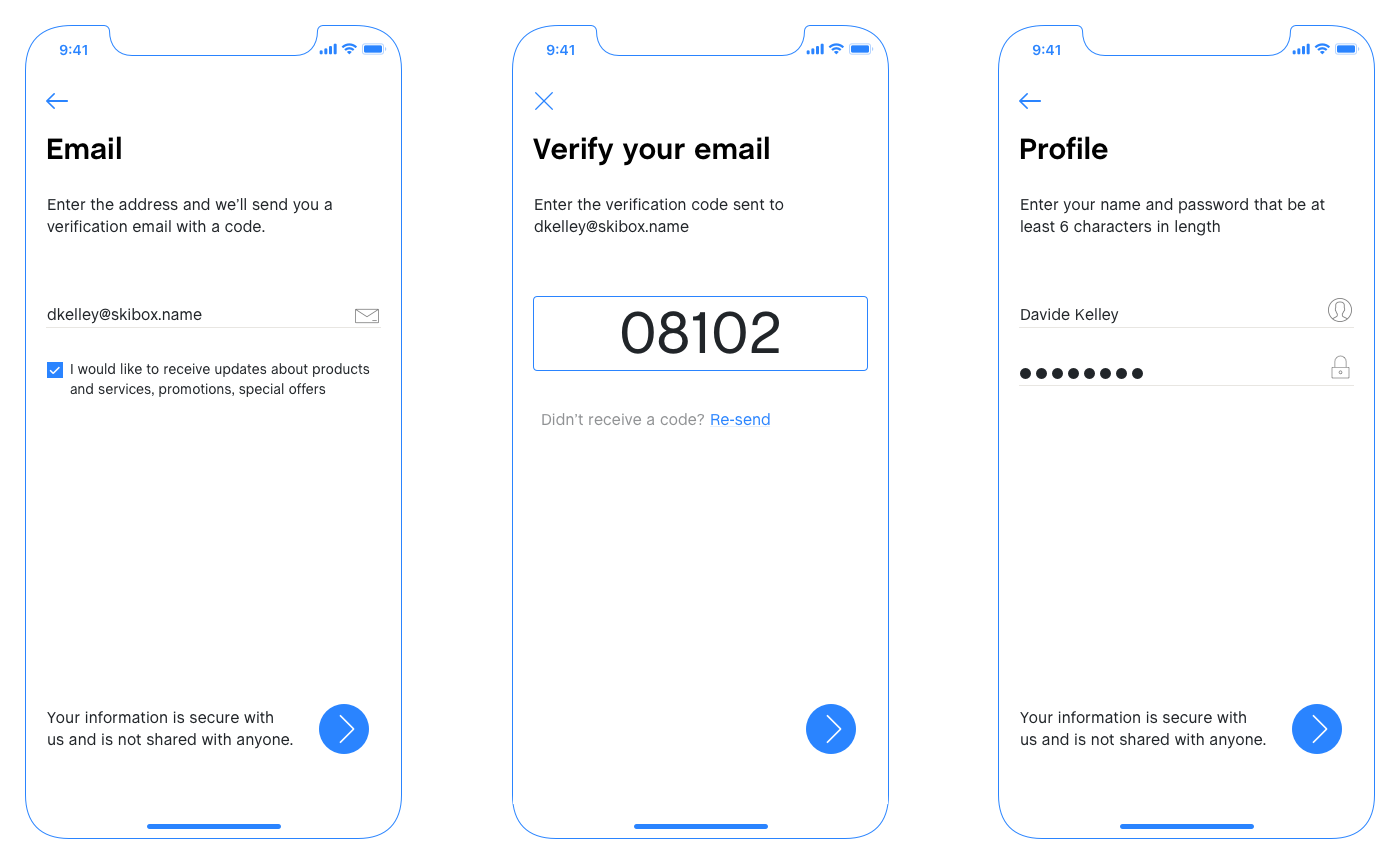 9:41
Email
Enter the address and we'll send you a
verification email with a code.
dkelley@skibox.name
I would like to receive updates about products
and services, promotions, special offers
Your information is secure with
us and is not shared with anyone.
9:41
Verify your email
Enter the verification code sent to
dkelley@skibox.name
08102
Didn't receive a code? Re-send
9:41
Profile
Enter your name and password that be at
least 6 characters in length
Davide Kelley
Your information is secure with
us and is not shared with anyone.